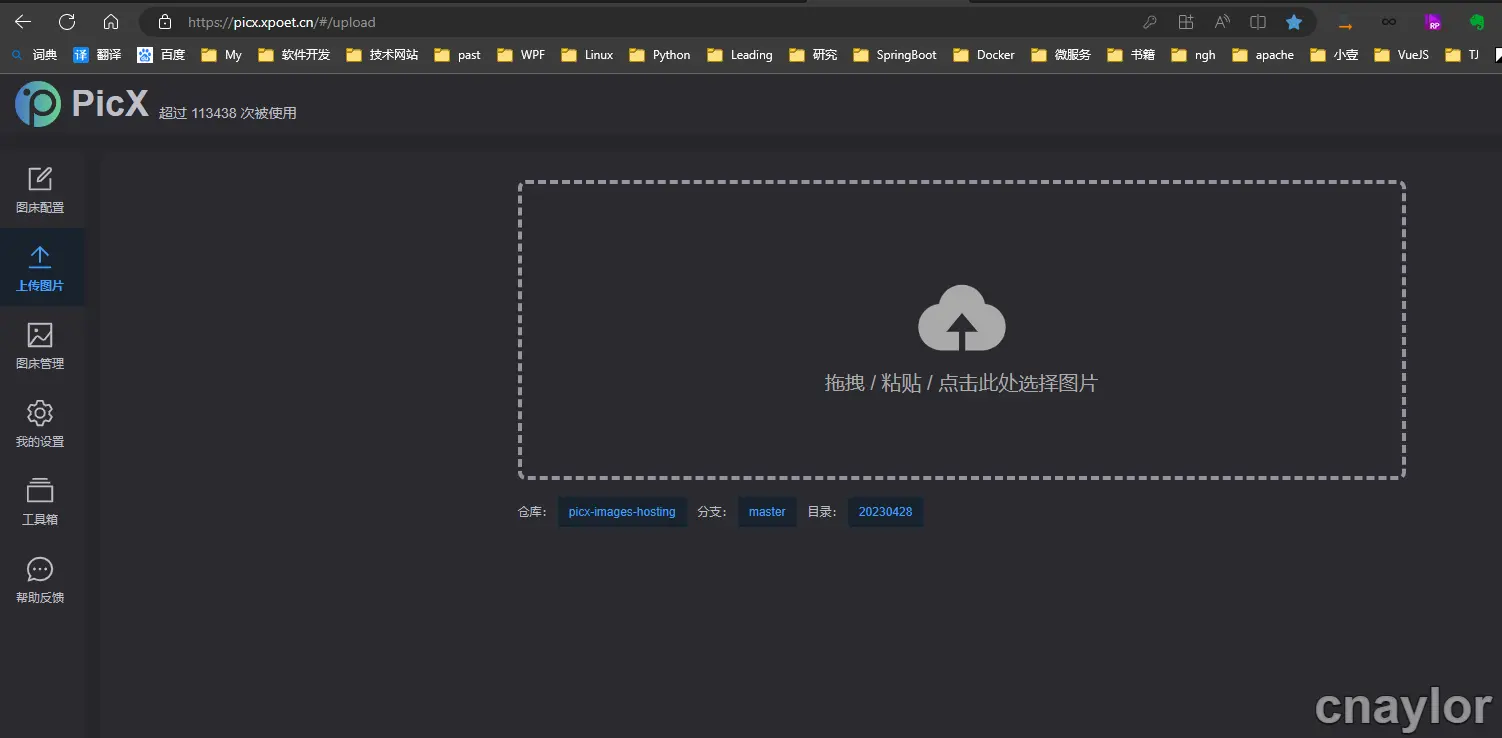 https://picx.xpoet.cn/#/upload
词典 译 翻译 百度 My 软件开发 技术网站 past WPF Linux Python Leading 研究 SpringBoot Docker 微服务 书籍 ngh apache 小壶 VueJS TJ
PicX 超过 113438 次被使用
图床配置
上传图片
图床管理
我的设置
工具箱
帮助反馈
拖拽 / 粘贴 / 点击此处选择图片
仓库： picx-images-hosting 分支： master 目录： 20230428
RP
cnaylor